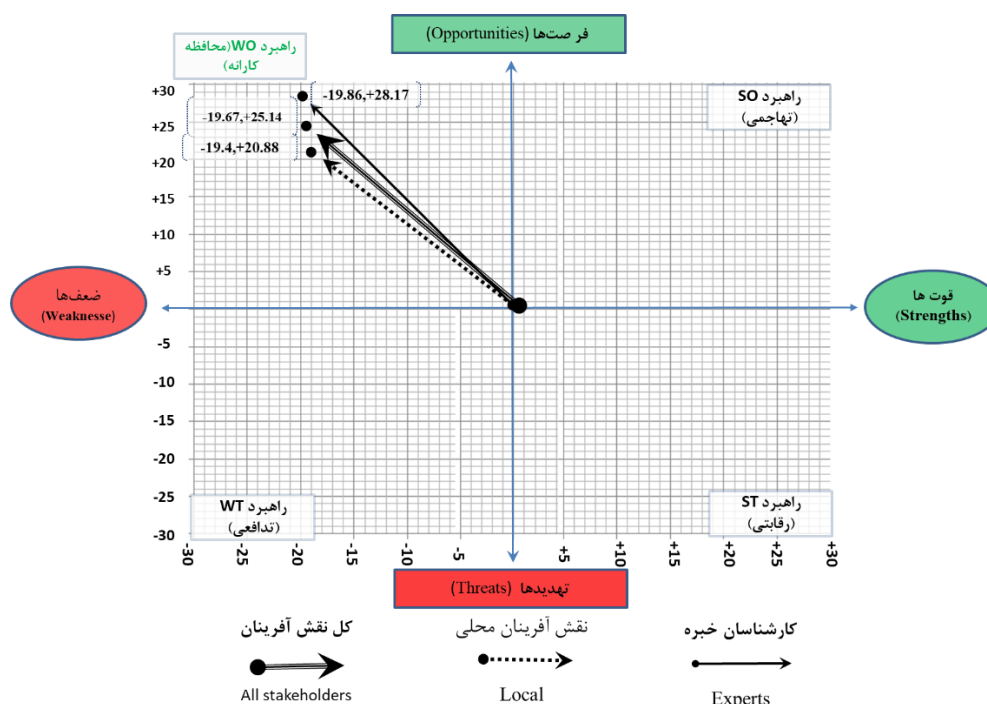 فر صت‌ها (Opportunities)
راهبرد WO(محافظه
کارانه)
راهبرد SO
(تهاجمی)
-19.86,+28.17
-19.67,+25.14
-19.4,+20.88
+30
+25
+20
+15
+10
+5
-5
-10
-15
-20
-25
-30
ضعف‌ها
(Weaknesse)
قوت ها
(Strengths)
راهبرد WT
(تدافعی)
راهبرد ST
(رقابتی)
-30
-25
-20
-15
-10
-5
+5
+10
+15
+20
+25
+30
تهدیدها (Threats)
کل نقش آفرینان
نقش آفرینان محلی
کارشناسان خبره
All stakeholders
Local
Experts